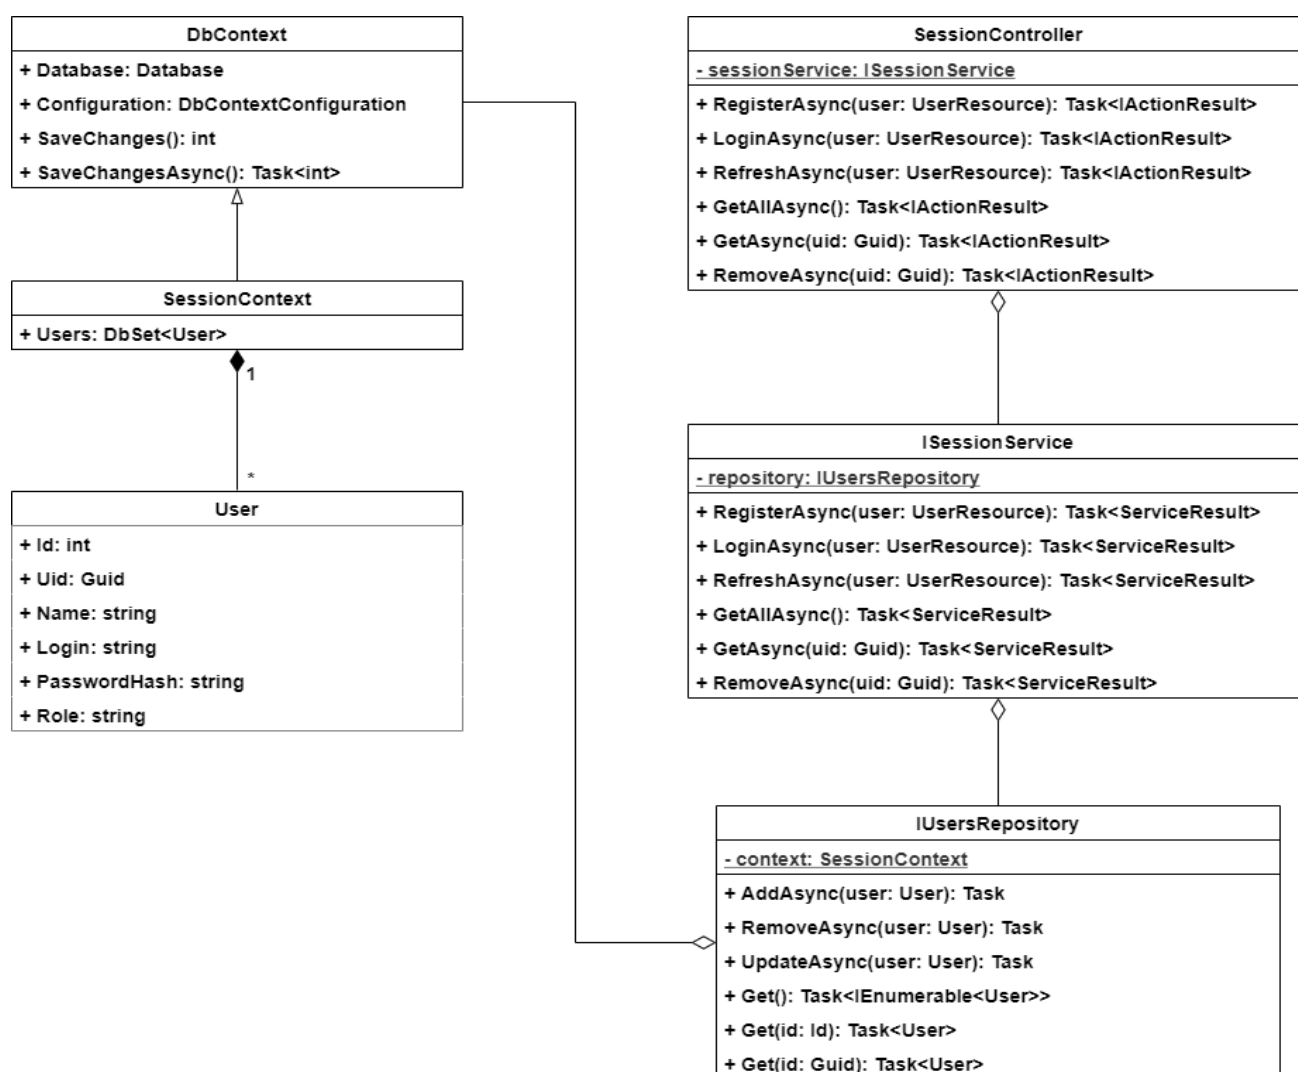 DbContext
+ Database: Database
+ Configuration: DbContextConfiguration
+ SaveChanges(): int
+ SaveChangesAsync(): Task<int>
SessionContext
+ Users: DbSet<User>
1
*
User
+ Id: int
+ Uid: Guid
+ Name: string
+ Login: string
+ PasswordHash: string
+ Role: string
SessionController
- sessionService: ISessionService
+ RegisterAsync(user: UserResource): Task<IActionResult>
+ LoginAsync(user: UserResource): Task<IActionResult>
+ RefreshAsync(user: UserResource): Task<IActionResult>
+ GetAllAsync(): Task<IActionResult>
+ GetAsync(uid: Guid): Task<IActionResult>
+ RemoveAsync(uid: Guid): Task<IActionResult>
ISessionService
- repository: IUsersRepository
+ RegisterAsync(user: UserResource): Task<ServiceResult>
+ LoginAsync(user: UserResource): Task<ServiceResult>
+ RefreshAsync(user: UserResource): Task<ServiceResult>
+ GetAllAsync(): Task<ServiceResult>
+ GetAsync(uid: Guid): Task<ServiceResult>
+ RemoveAsync(uid: Guid): Task<ServiceResult>
IUsersRepository
- context: SessionContext
+ AddAsync(user: User): Task
+ RemoveAsync(user: User): Task
+ UpdateAsync(user: User): Task
+ Get(): Task<IEnumerable<User>>
+ Get(id: Id): Task<User>
+ Get(id: Guid): Task<User>